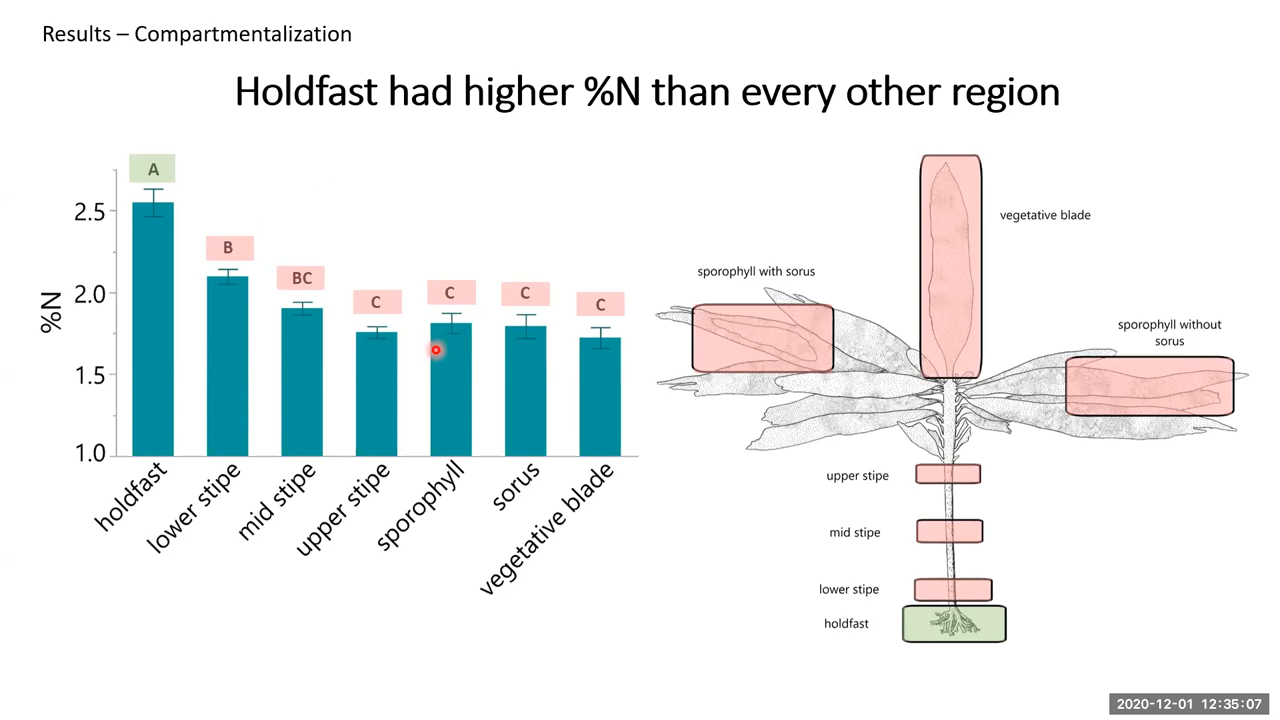 Results – Compartmentalization
Holdfast had higher %N than every other region
%N
2.5
2.0
1.5
1.0
A
B
BC
C
C
C
C
holdfast
lower stipe
mid stipe
upper stipe
sporophyll
sorus
vegetative blade
vegetative blade
sporophyll with sorus
sporophyll without
sorus
upper stipe
mid stipe
lower stipe
holdfast
2020-12-01 12:35:07